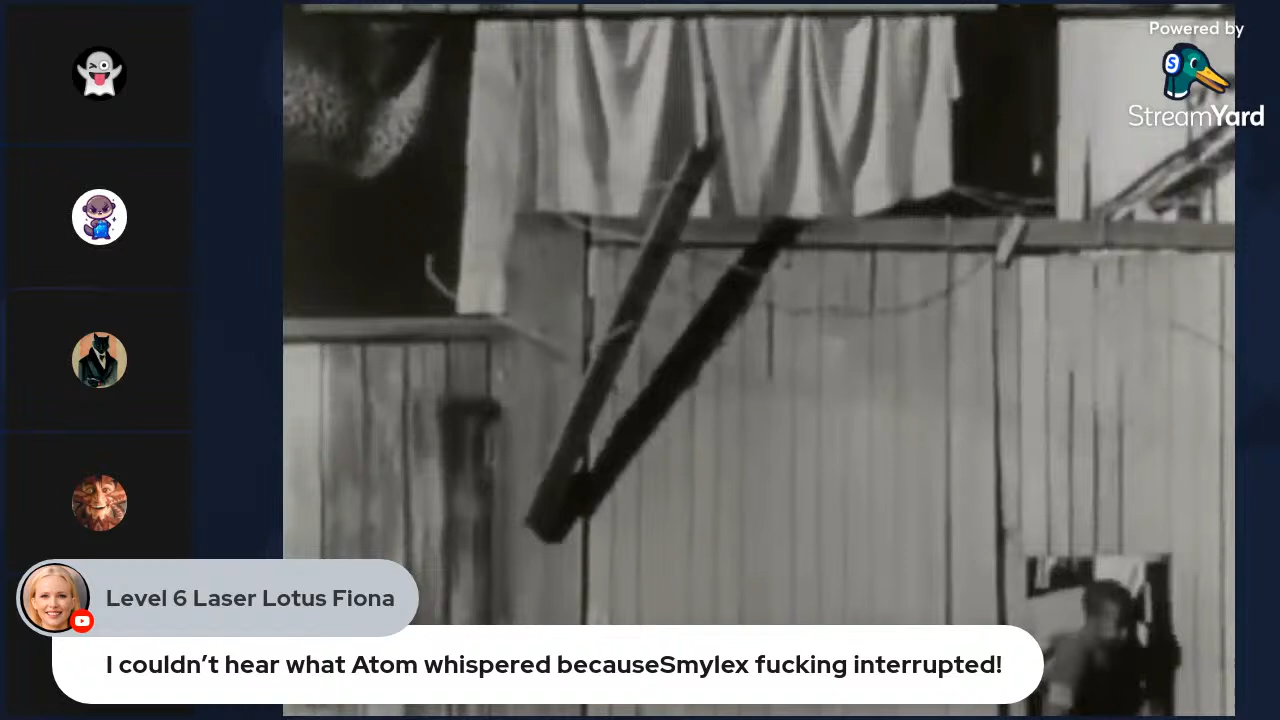 Powered by
StreamYard
Level 6 Laser Lotus Fiona
I couldn’t hear what Atom whispered becauseSmylex fucking interrupted!